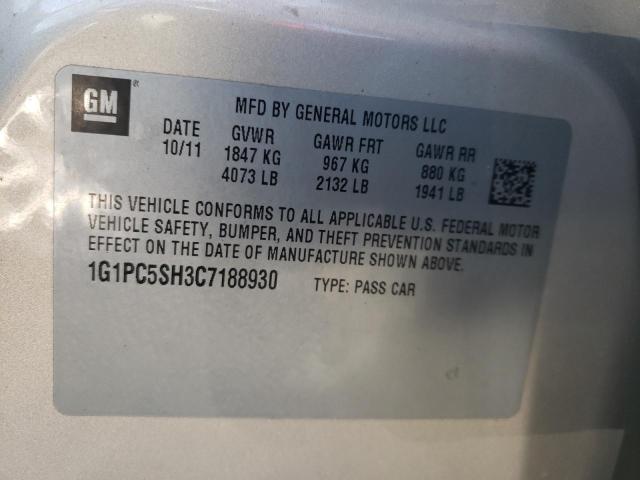 GM
MFD BY GENERAL MOTORS LLC
DATE GVWR GAWR FRT GAWR RR
10/11 1847 KG 967 KG 880 KG
4073 LB 2132 LB 1941 LB
THIS VEHICLE CONFORMS TO ALL APPLICABLE U.S. FEDERAL MOTOR
VEHICLE SAFETY, BUMPER, AND THEFT PREVENTION STANDARDS IN
EFFECT ON THE DATE OF MANUFACTURE SHOWN ABOVE.
1G1PC5SH3C7188930 TYPE: PASS CAR